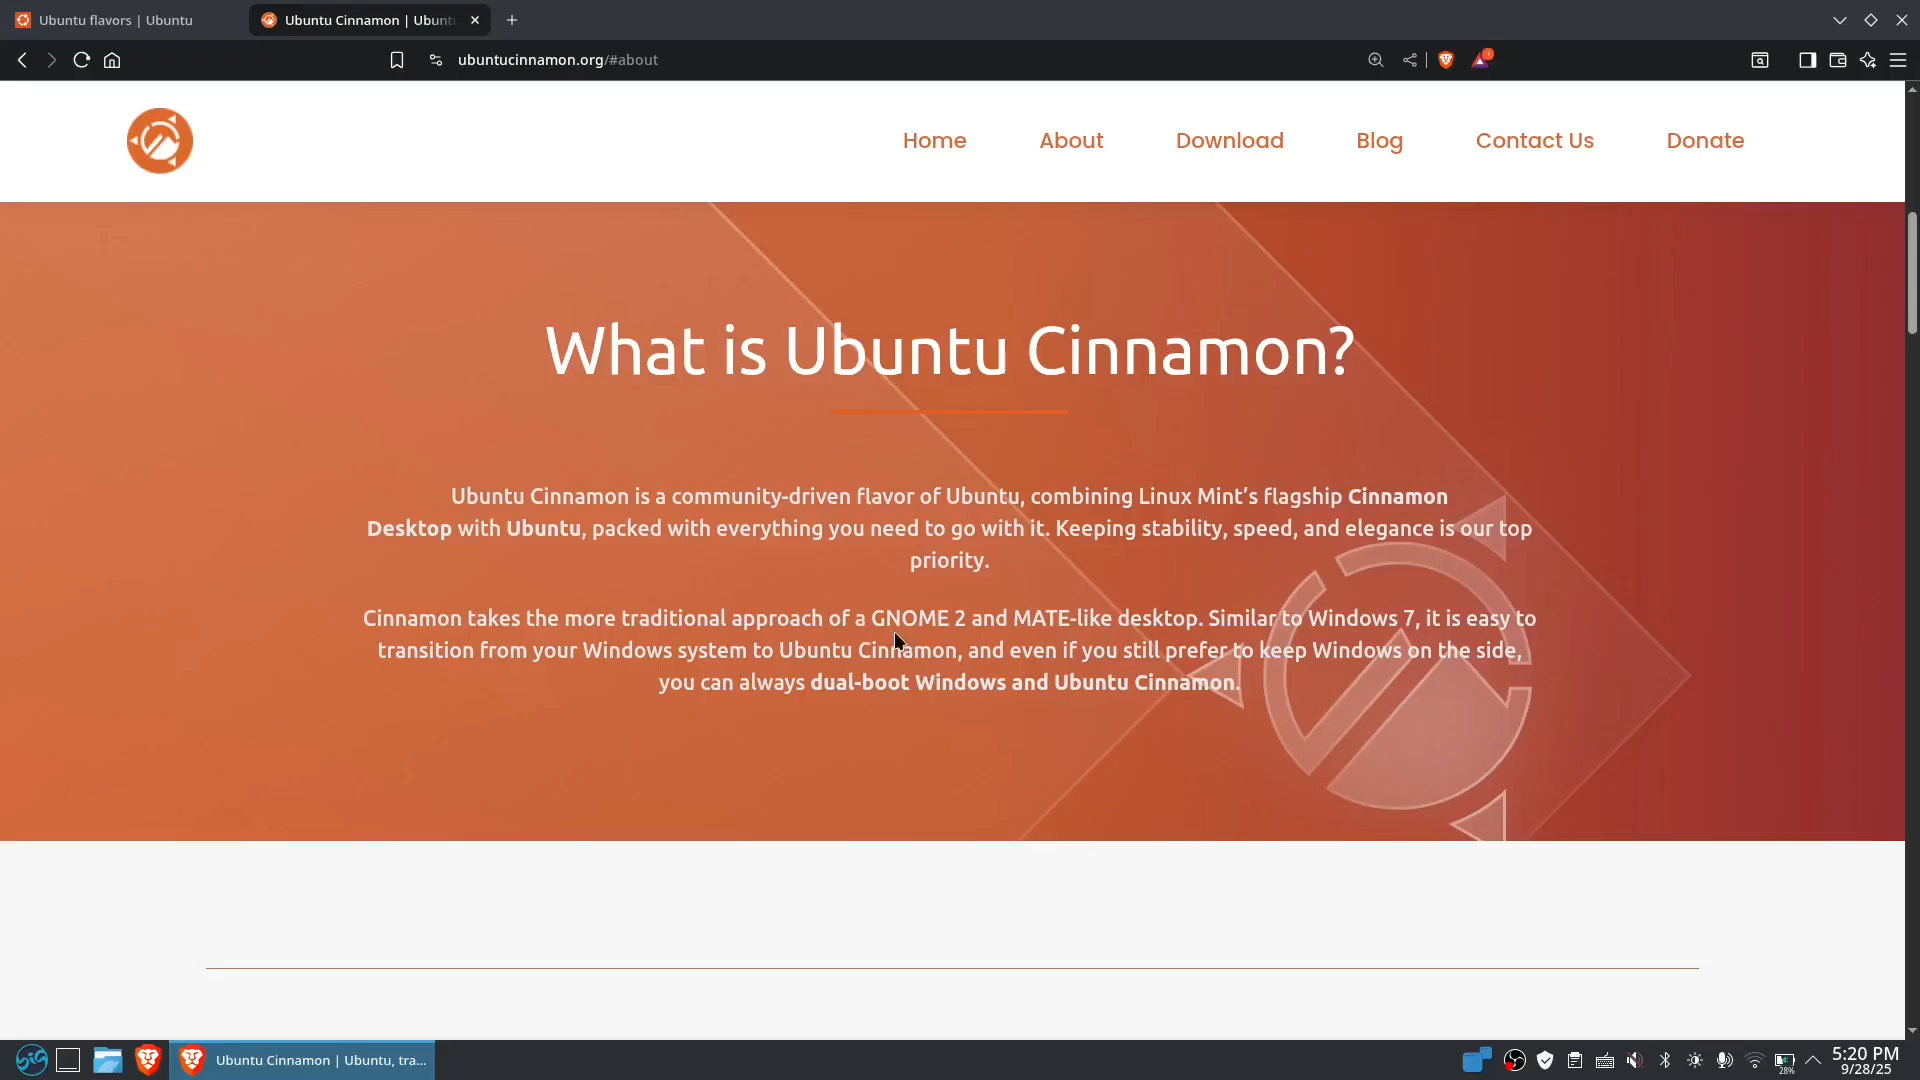 Ubuntu flavors | Ubuntu
Ubuntu Cinnamon | Ubunt
ubuntucinnamon.org/#about
1
Home
About
Download
Blog
Contact Us
Donate
What is Ubuntu Cinnamon?
Ubuntu Cinnamon is a community-driven flavor of Ubuntu, combining Linux Mint’s flagship Cinnamon
Desktop with Ubuntu, packed with everything you need to go with it. Keeping stability, speed, and elegance is our top
priority.
Cinnamon takes the more traditional approach of a GNOME 2 and MATE-like desktop. Similar to Windows 7, it is easy to
transition from your Windows system to Ubuntu Cinnamon, and even if you still prefer to keep Windows on the side,
you can always dual-boot Windows and Ubuntu Cinnamon.
Ubuntu Cinnamon | Ubuntu, tra...
28%
5:20 PM
9/28/25